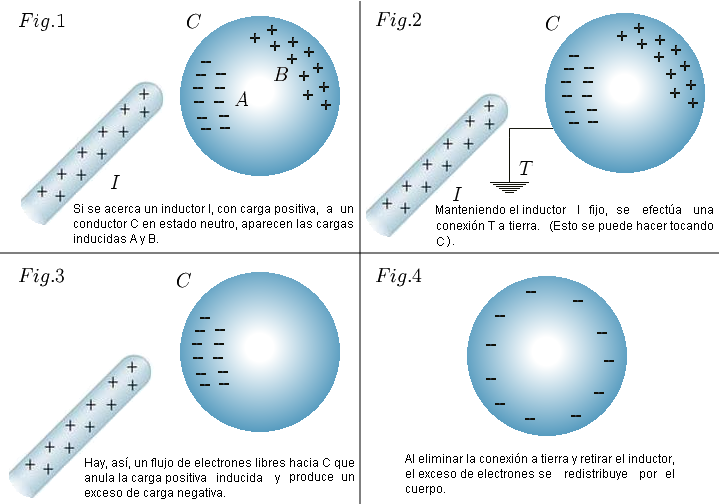 Fig.1
C
B
A
I
Si se acerca un inductor I, con carga positiva, a un
conductor C en estado neutro, aparecen las cargas
inducidas A y B.
Fig.2
C
T
I
Manteniendo el inductor I fijo, se efectúa una
conexión T a tierra. (Esto se puede hacer tocando
C).
Fig.3
C
Hay, así, un flujo de electrones libres hacia C que
anula la carga positiva inducida y produce un
exceso de carga negativa.
Fig.4
Al eliminar la conexión a tierra y retirar el inductor,
el exceso de electrones se redistribuye por el
cuerpo.